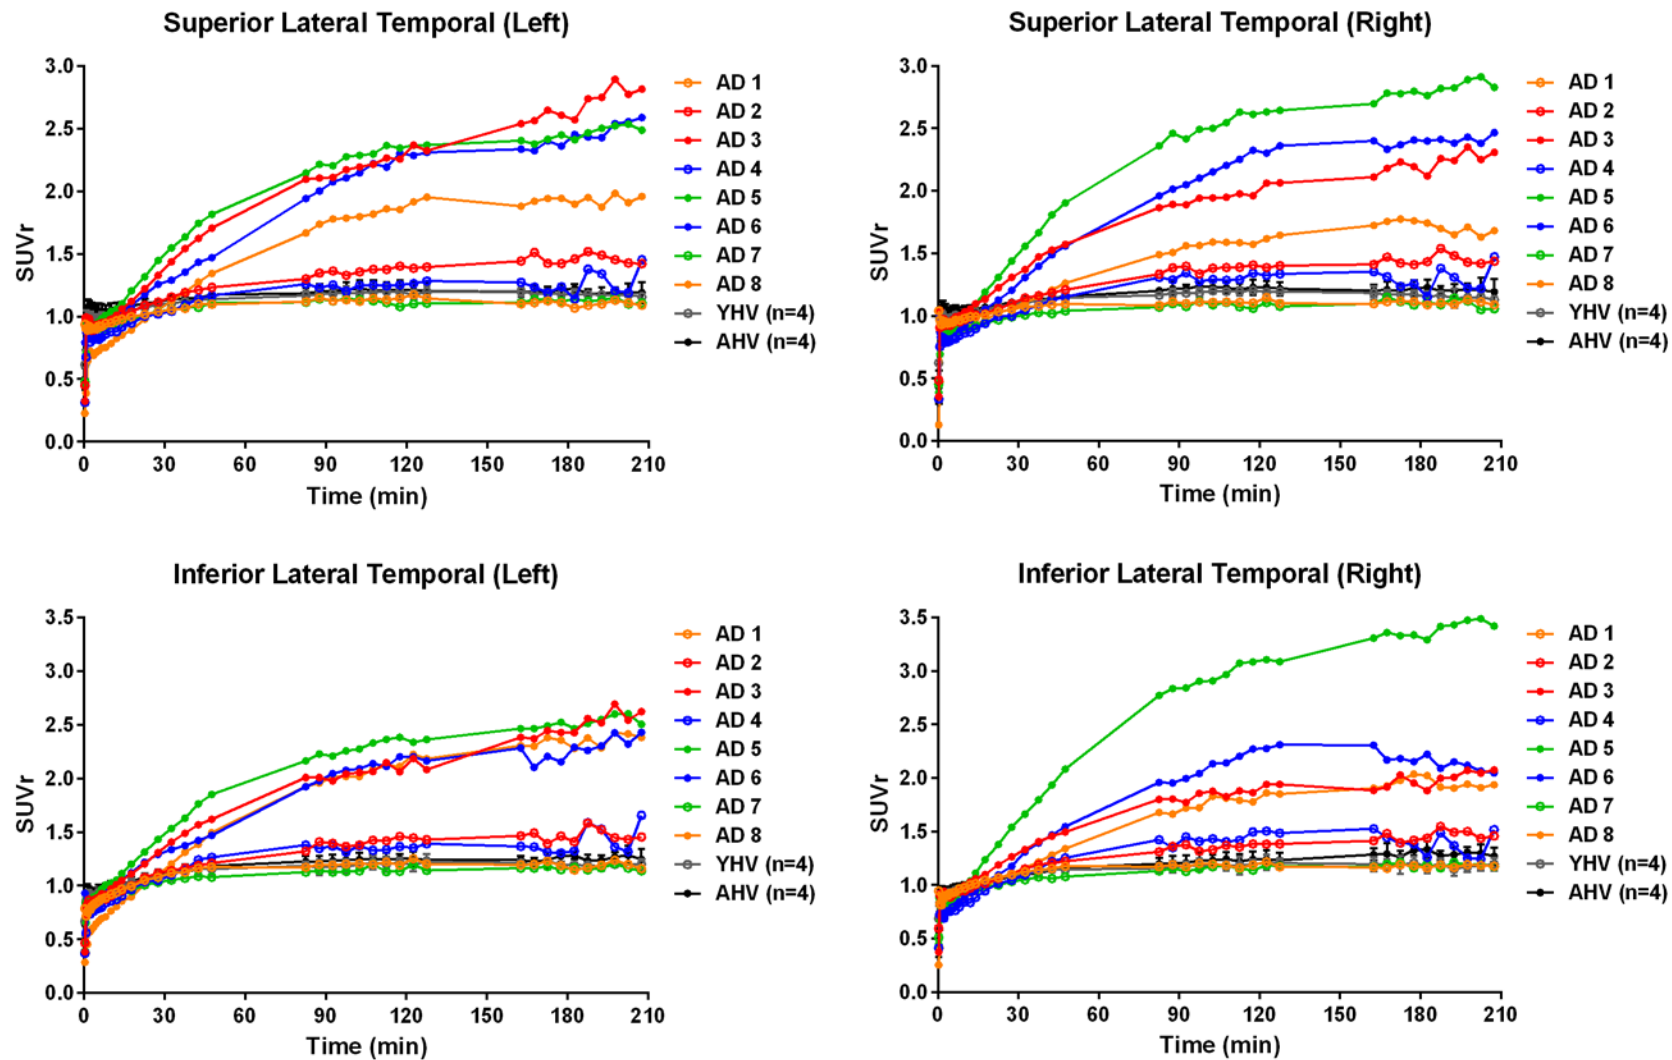 Superior Lateral Temporal (Left)
3.0
2.5
2.0
1.5
1.0
0.5
0.0
SUVr
0 30 60 90 120 150 180 210
Time (min)
AD 1
AD 2
AD 3
AD 4
AD 5
AD 6
AD 7
AD 8
YHV (n=4)
AHV (n=4)
Superior Lateral Temporal (Right)
3.0
2.5
2.0
1.5
1.0
0.5
0.0
SUVr
0 30 60 90 120 150 180 210
Time (min)
AD 1
AD 2
AD 3
AD 4
AD 5
AD 6
AD 7
AD 8
YHV (n=4)
AHV (n=4)
Inferior Lateral Temporal (Left)
3.5
3.0
2.5
2.0
1.5
1.0
0.5
0.0
SUVr
0 30 60 90 120 150 180 210
Time (min)
AD 1
AD 2
AD 3
AD 4
AD 5
AD 6
AD 7
AD 8
YHV (n=4)
AHV (n=4)
Inferior Lateral Temporal (Right)
3.5
3.0
2.5
2.0
1.5
1.0
0.5
0.0
SUVr
0 30 60 90 120 150 180 210
Time (min)
AD 1
AD 2
AD 3
AD 4
AD 5
AD 6
AD 7
AD 8
YHV (n=4)
AHV (n=4)